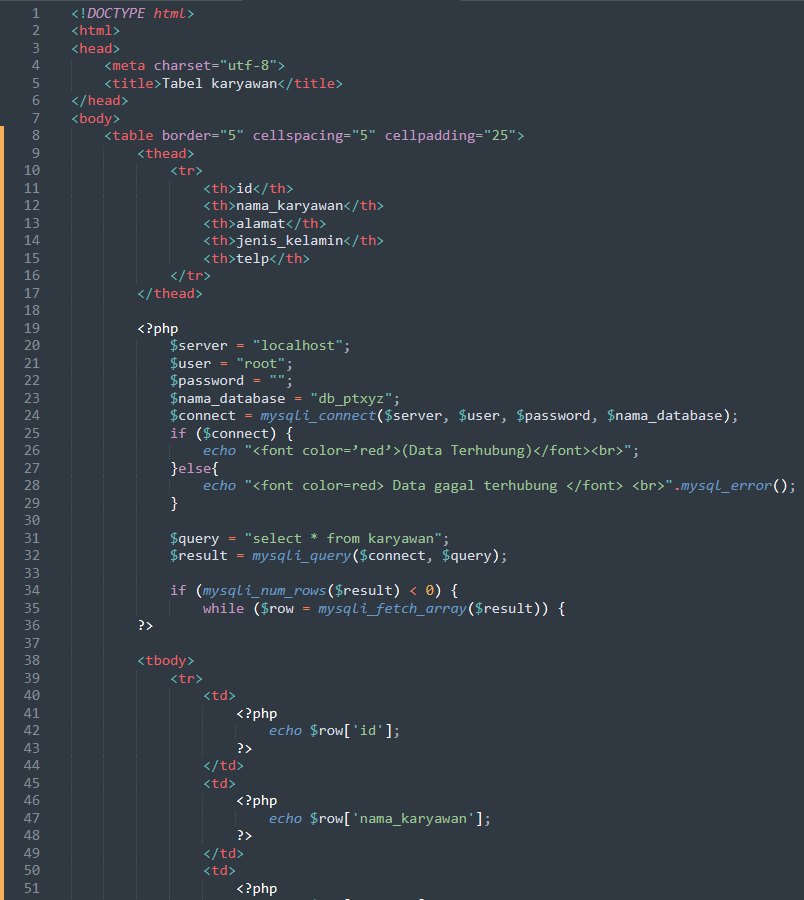 1 <!DOCTYPE html>
2 <html>
3 <head>
4 <meta charset="utf-8">
5 <title>Tabel karyawan</title>
6 </head>
7 <body>
8 <table border="5" cellspacing="5" cellpadding="25">
9 <thead>
10 <tr>
11 <th>id</th>
12 <th>nama_karyawan</th>
13 <th>alamat</th>
14 <th>jenis_kelamin</th>
15 <th>telp</th>
16 </tr>
17 </thead>
18
19 <?php
20 $server = "localhost";
21 $user = "root";
22 $password = "";
23 $nama_database = "db_ptxyz";
24 $connect = mysqli_connect($server, $user, $password, $nama_database);
25 if ($connect) {
26 echo "<font color=’red’>(Data Terhubung)</font><br>";
27 }else{
28 echo "<font color=red> Data gagal terhubung </font> <br>".mysql_error();
29 }
30
31 $query = "select * from karyawan";
32 $result = mysqli_query($connect, $query);
33
34 if (mysqli_num_rows($result) < 0) {
35 while ($row = mysqli_fetch_array($result)) {
36 ?>
37
38 <tbody>
39 <tr>
40 <td>
41 <?php
42 echo $row['id'];
43 ?>
44 </td>
45 <td>
46 <?php
47 echo $row['nama_karyawan'];
48 ?>
49 </td>
50 <td>
51 <?php